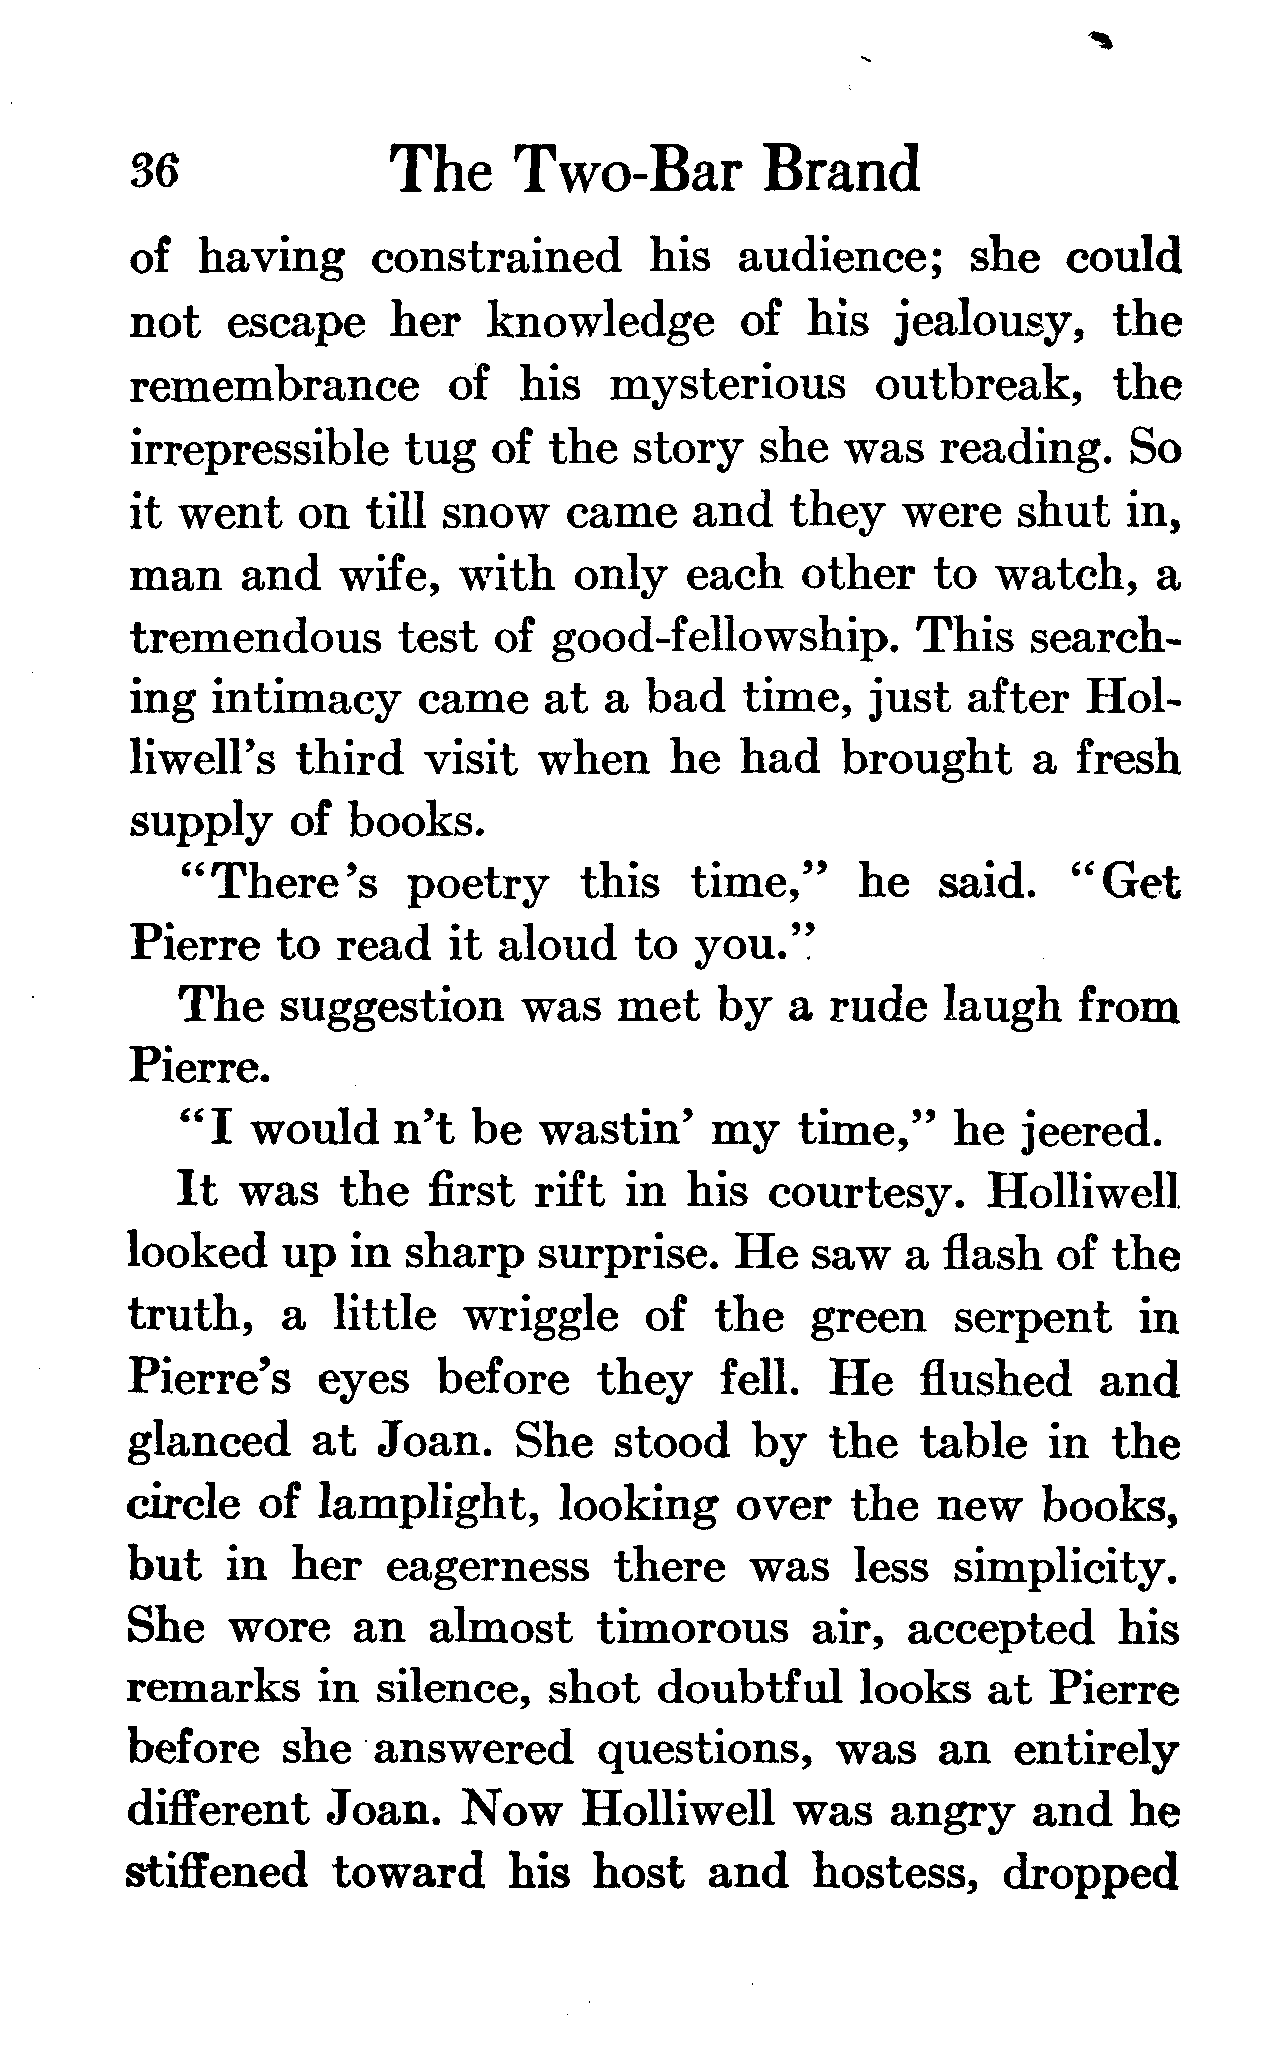 36 The Two-Bar Brand
of having constrained his audience; she could
not escape her knowledge of his jealousy, the
remembrance of his mysterious outbreak, the
irrepressible tug of the story she was reading. So
it went on till snow came and they were shut in,
man and wife, with only each other to watch, a
tremendous test of good-fellowship. This search-
ing intimacy came at a bad time, just after Hol-
liwell's third visit when he had brought a fresh
supply of books.
"There's poetry this time," he said. "Get
Pierre to read it aloud to you."
The suggestion was met by a rude laugh from
Pierre.
"I would n't be wastin' my time," he jeered.
It was the first rift in his courtesy. Holliwell
looked up in sharp surprise. He saw a flash of the
truth, a little wriggle of the green serpent in
Pierre's eyes before they fell. He flushed and
glanced at Joan. She stood by the table in the
circle of lamplight, looking over the new books,
but in her eagerness there was less simplicity.
She wore an almost timorous air, accepted his
remarks in silence, shot doubtful looks at Pierre
before she answered questions, was an entirely
different Joan. Now Holliwell was angry and he
stiffened toward his host and hostess, dropped